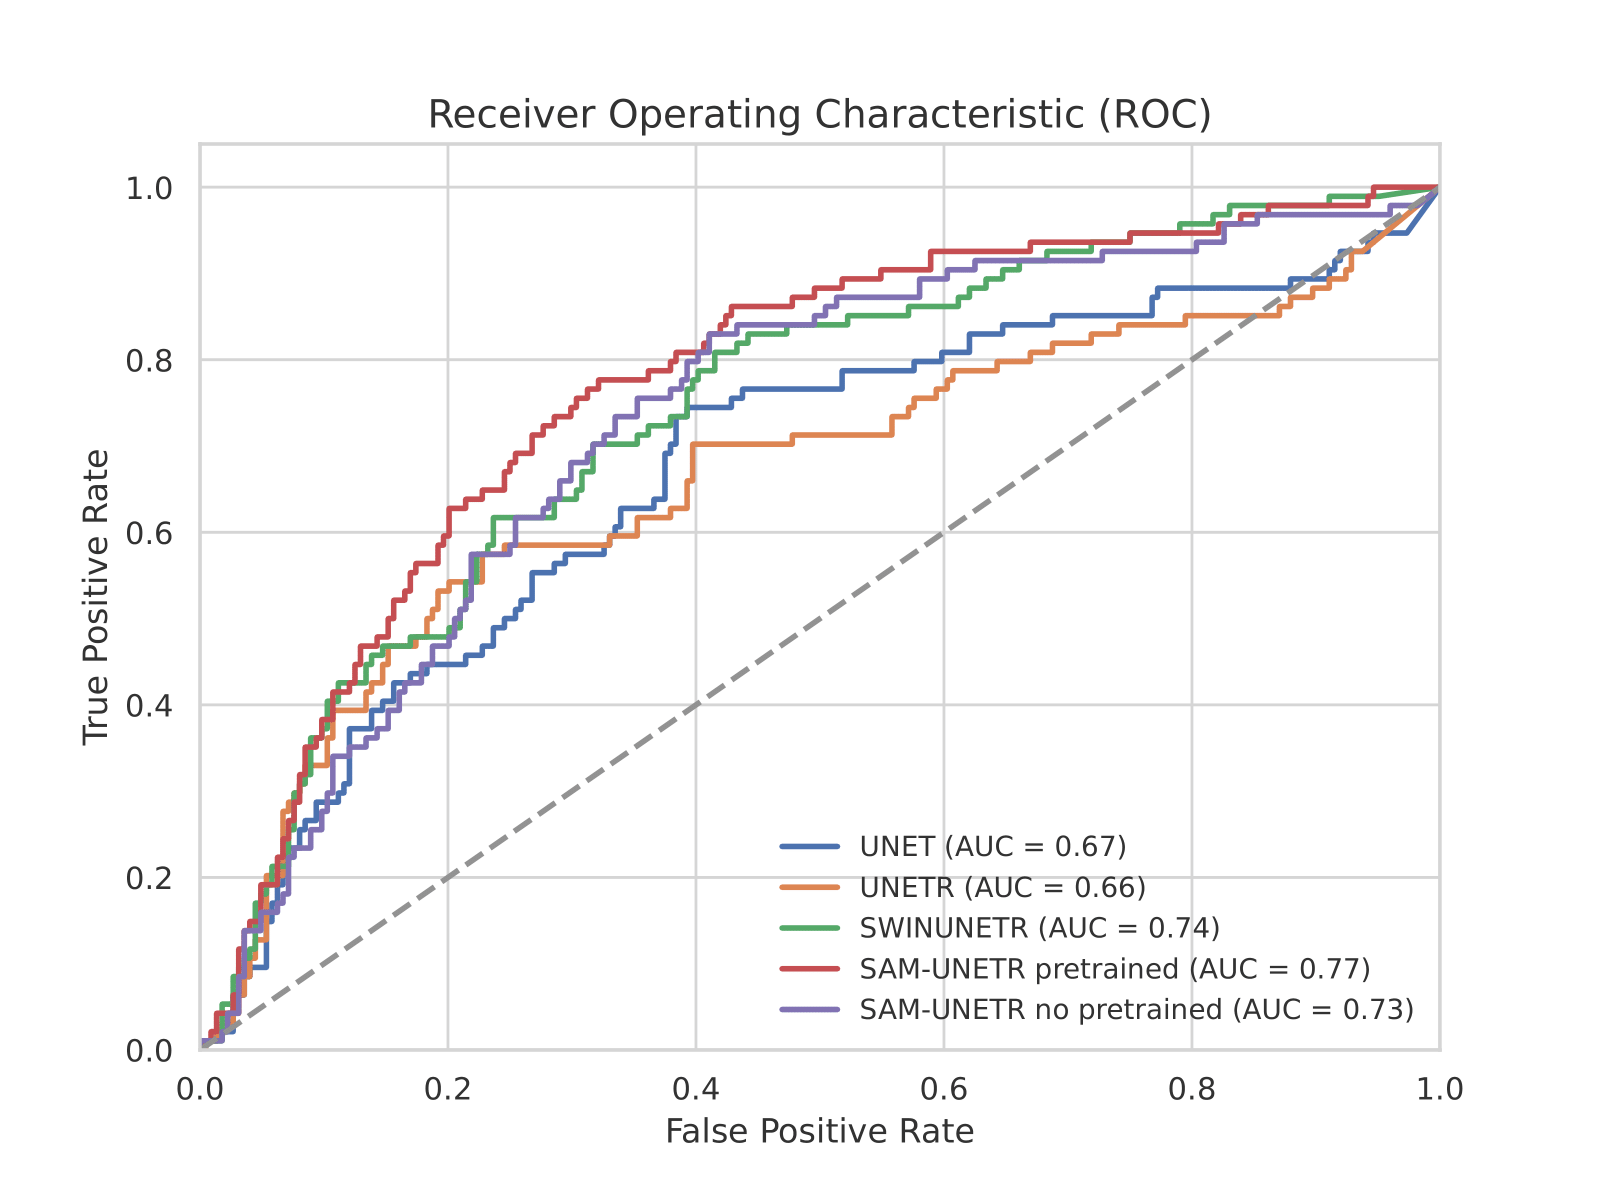 Receiver Operating Characteristic (ROC)
1.0
0.8
0.6
0.4
0.2
0.0
True Positive Rate
UNET (AUC = 0.67)
UNETR (AUC = 0.66)
SWINUNETR (AUC = 0.74)
SAM-UNETR pretrained (AUC = 0.77)
SAM-UNETR no pretrained (AUC = 0.73)
0.0 0.2 0.4 0.6 0.8 1.0
False Positive Rate